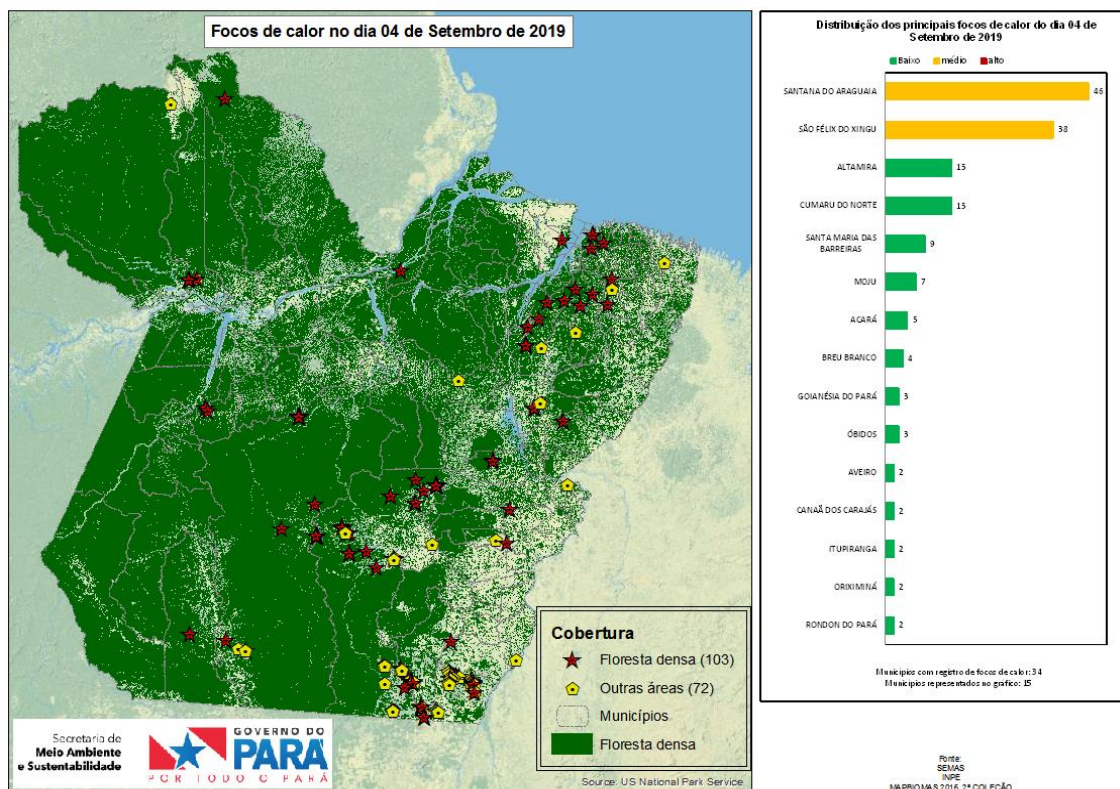 Focos de calor no dia 04 de Setembro de 2019
Cobertura
Floresta densa (103)
Outras áreas (72)
Municípios
Floresta densa
Secretaria de
Meio Ambiente
e Sustentabilidade
GOVERNO DO
PARÁ
POR TODO O PARÁ
Source: US National Park Service
Distribuição dos principais focos de calor do dia 04 de
Setembro de 2019
Baixo médio alto
SANTANA DO ARAGUAIA 46
SÃO FÉLIX DO XINGU 38
ALTAMIRA 15
CUMARU DO NORTE 15
SANTA MARIA DAS
BARREIRAS 9
MOJU 7
ACARÁ 5
BREU BRANCO 4
GOIANÉSIA DO PARÁ 3
ÓBIDOS 3
AVEIRO 2
CANAÃ DOS CARAJÁS 2
ITUPIRANGA 2
ORIXIMINÁ 2
RONDON DO PARÁ 2
Municípios com registro de focos de calor: 34
Municípios representados no gráfico: 15
Fonte:
SEMAS
INPE
MAPBIOMAS 2016, 2ª COLEÇÃO